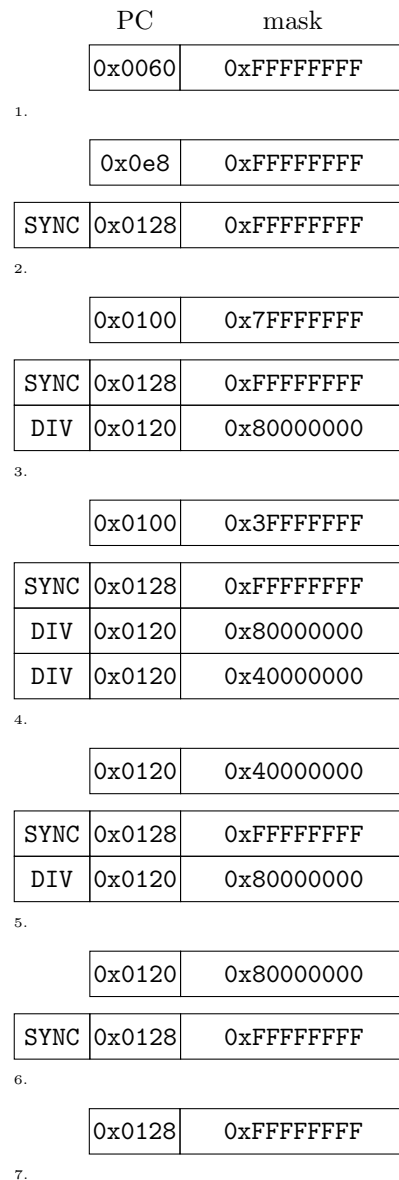 PC mask
0x0060 0xFFFFFFFF
1.
0x0e8 0xFFFFFFFF
SYNC 0x0128 0xFFFFFFFF
2.
0x0100 0x7FFFFFFF
SYNC 0x0128 0xFFFFFFFF
DIV 0x0120 0x80000000
3.
0x0100 0x3FFFFFFF
SYNC 0x0128 0xFFFFFFFF
DIV 0x0120 0x80000000
DIV 0x0120 0x40000000
4.
0x0120 0x40000000
SYNC 0x0128 0xFFFFFFFF
DIV 0x0120 0x80000000
5.
0x0120 0x80000000
SYNC 0x0128 0xFFFFFFFF
6.
0x0128 0xFFFFFFFF
7.